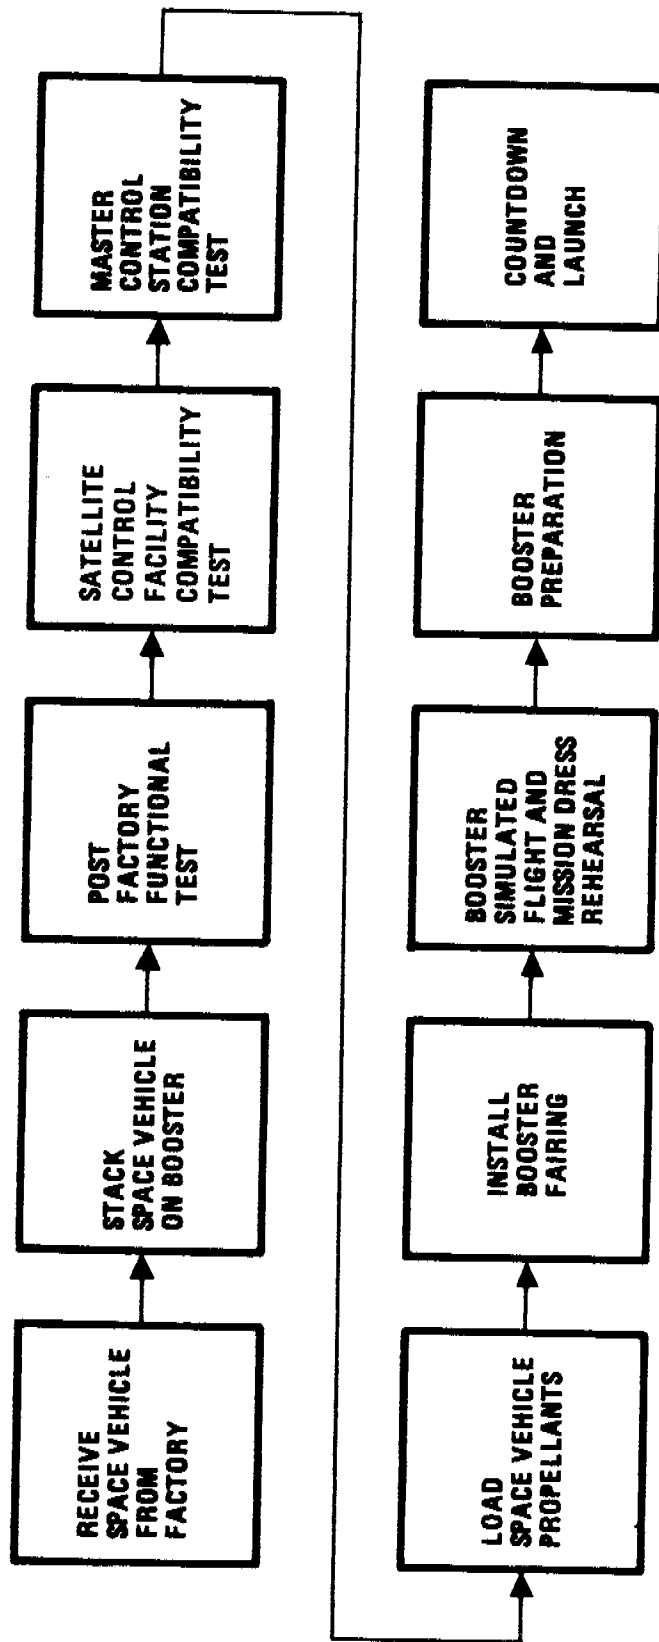 RECEIVE
SPACE VEHICLE
FROM
FACTORY
STACK
SPACE VEHICLE
ON BOOSTER
POST
FACTORY
FUNCTIONAL
TEST
SATELLITE
CONTROL
FACILITY
COMPATIBILITY
TEST
MASTER
CONTROL
STATION
COMPATIBILITY
TEST
LOAD
SPACE VEHICLE
PROPELLANTS
INSTALL
BOOSTER
FAIRING
BOOSTER
SIMULATED
FLIGHT AND
MISSION DRESS
REHEARSAL
BOOSTER
PREPARATION
COUNTDOWN
AND
LAUNCH